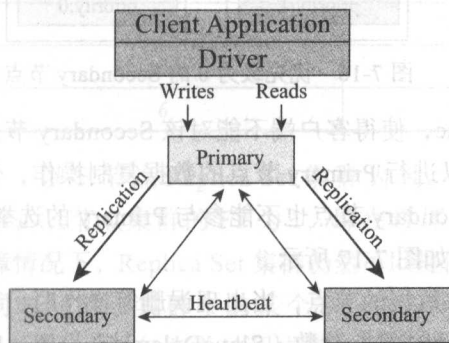 Client Application
Driver
Writes Reads
Primary
Replication Replication
Heartbeat
Secondary Secondary